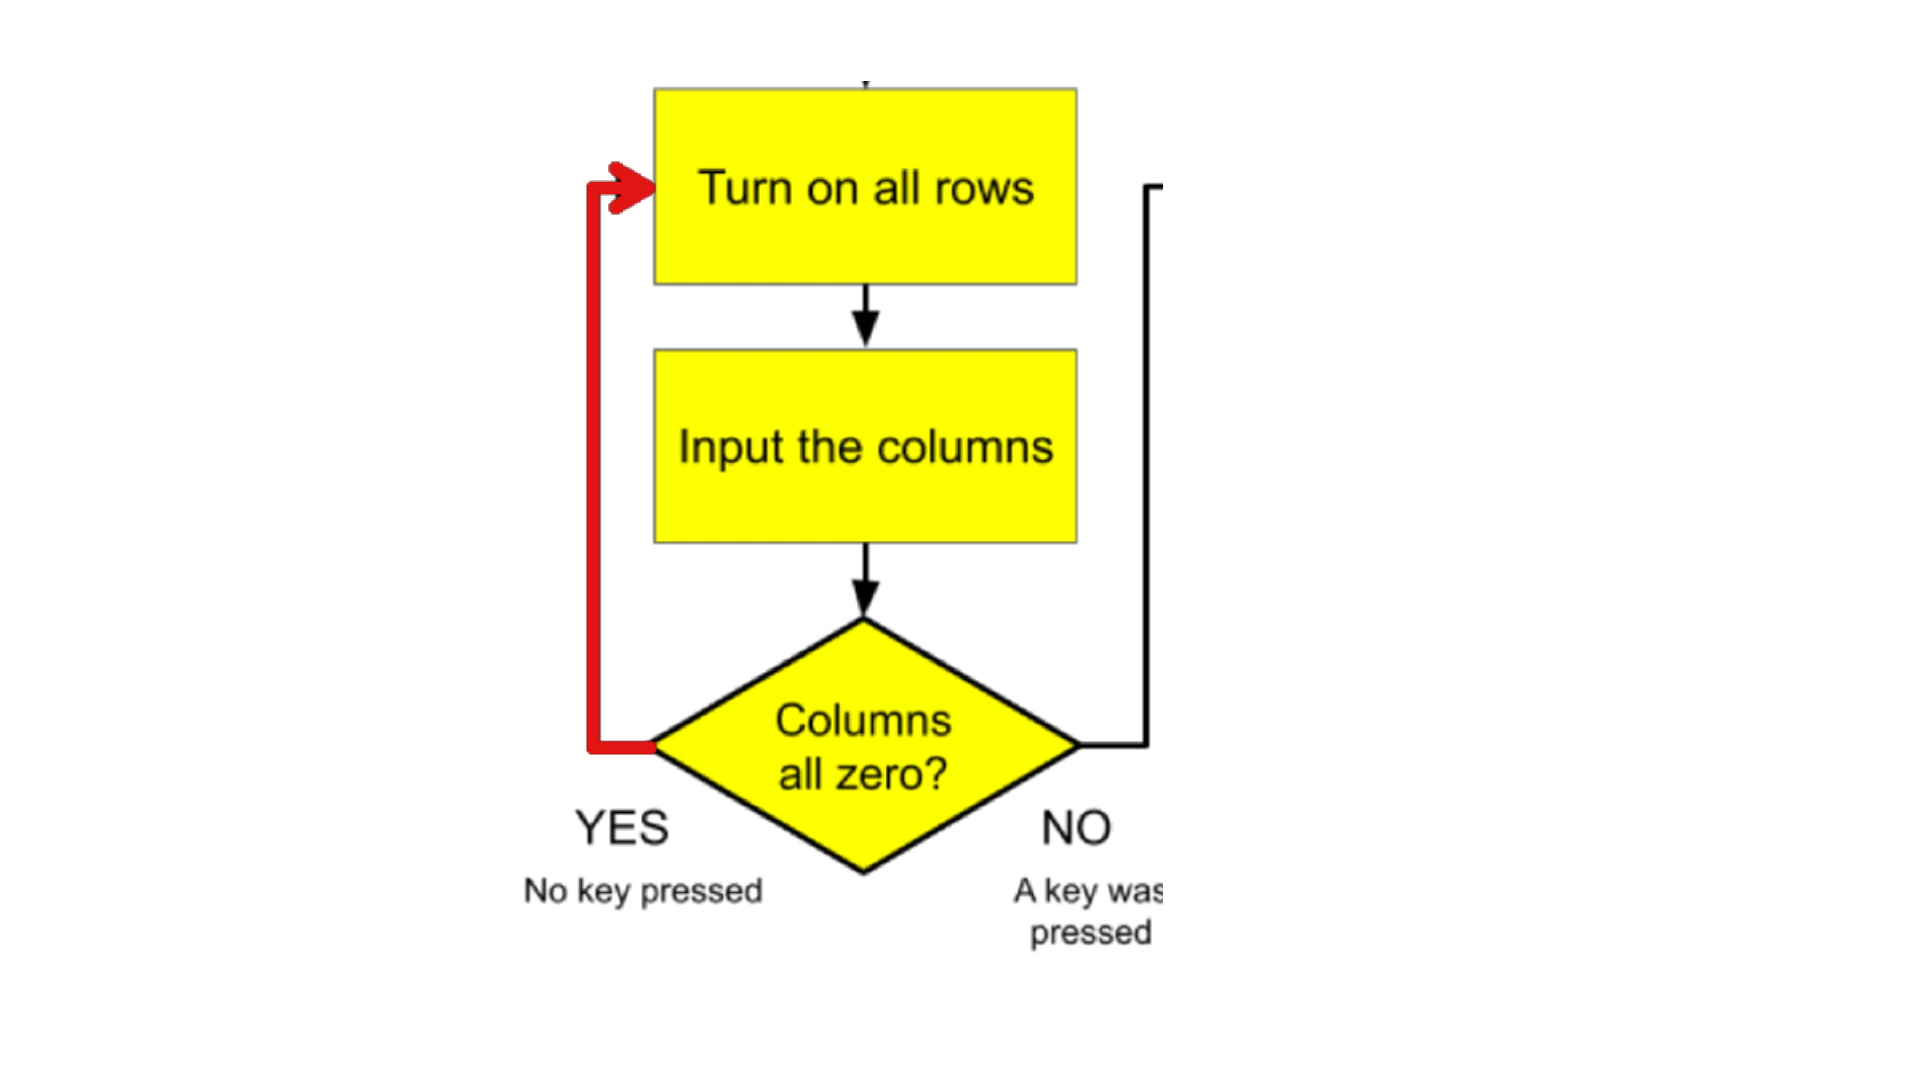 Turn on all rows
Input the columns
Columns
all zero?
YES
NO
No key pressed
A key was
pressed